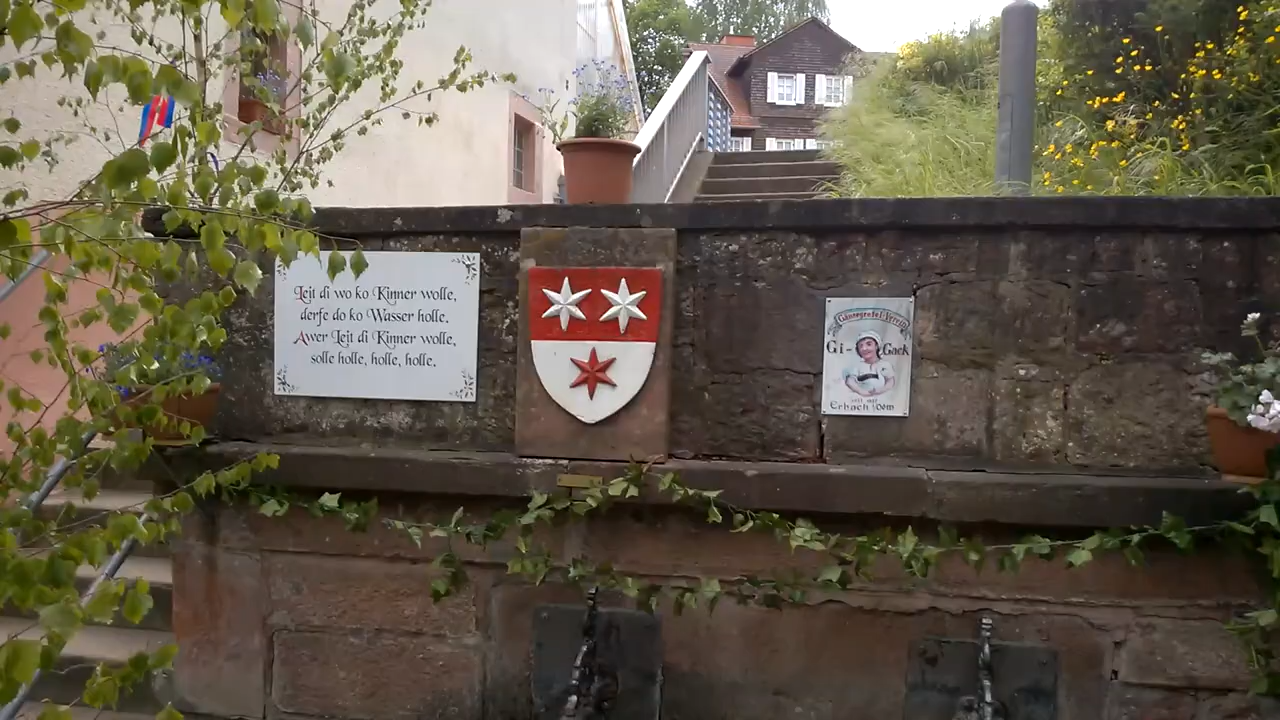 Leit di wo ko Kinner wolle,
derfe do ko Wasser holle.
Awer Leit di Kinner wolle,
solle holle, holle, holle.
Gi-Gack
Erbach/Odw